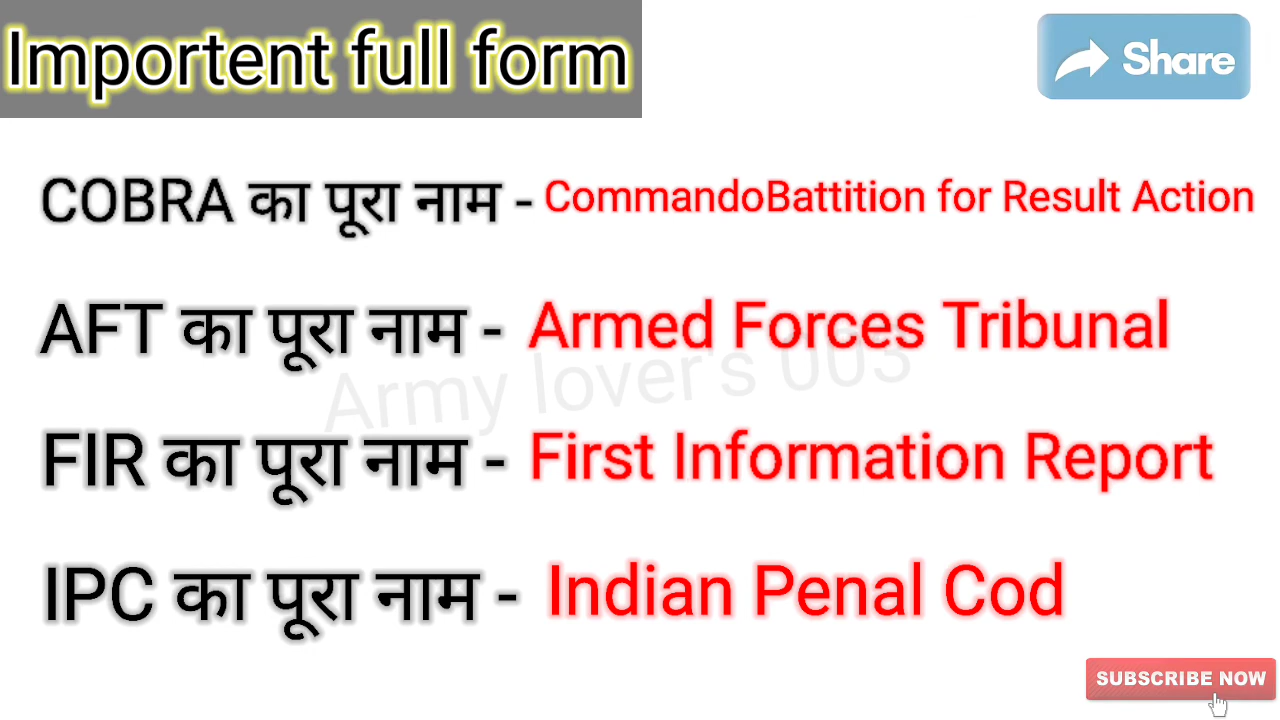 Importent full form
Share
COBRA का पूरा नाम - CommandoBattition for Result Action
AFT का पूरा नाम - Armed Forces Tribunal
Army lover's 003
FIR का पूरा नाम - First Information Report
IPC का पूरा नाम - Indian Penal Cod
SUBSCRIBE NOW